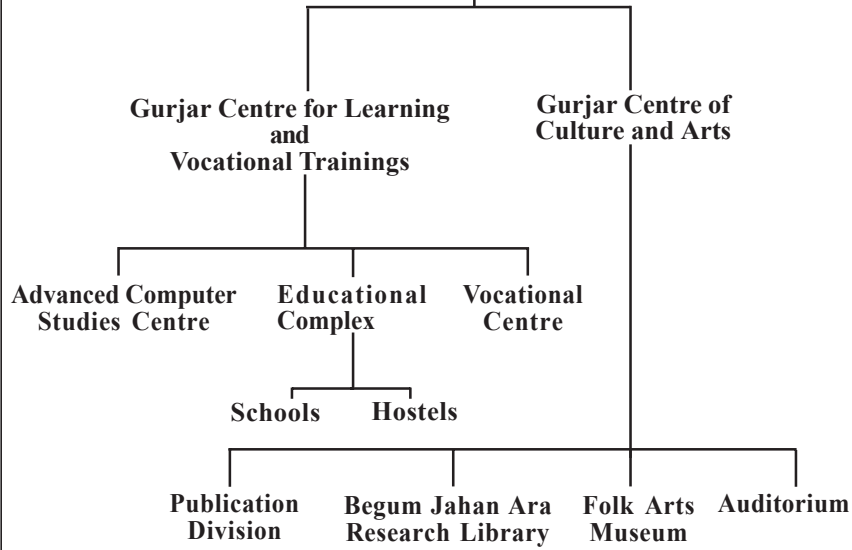 Gurjar Centre for Learning
and
Vocational Trainings
Gurjar Centre of
Culture and Arts
Advanced Computer
Studies Centre
Educational
Complex
Vocational
Centre
Schools
Hostels
Publication
Division
Begum Jahan Ara
Research Library
Folk Arts
Museum
Auditorium